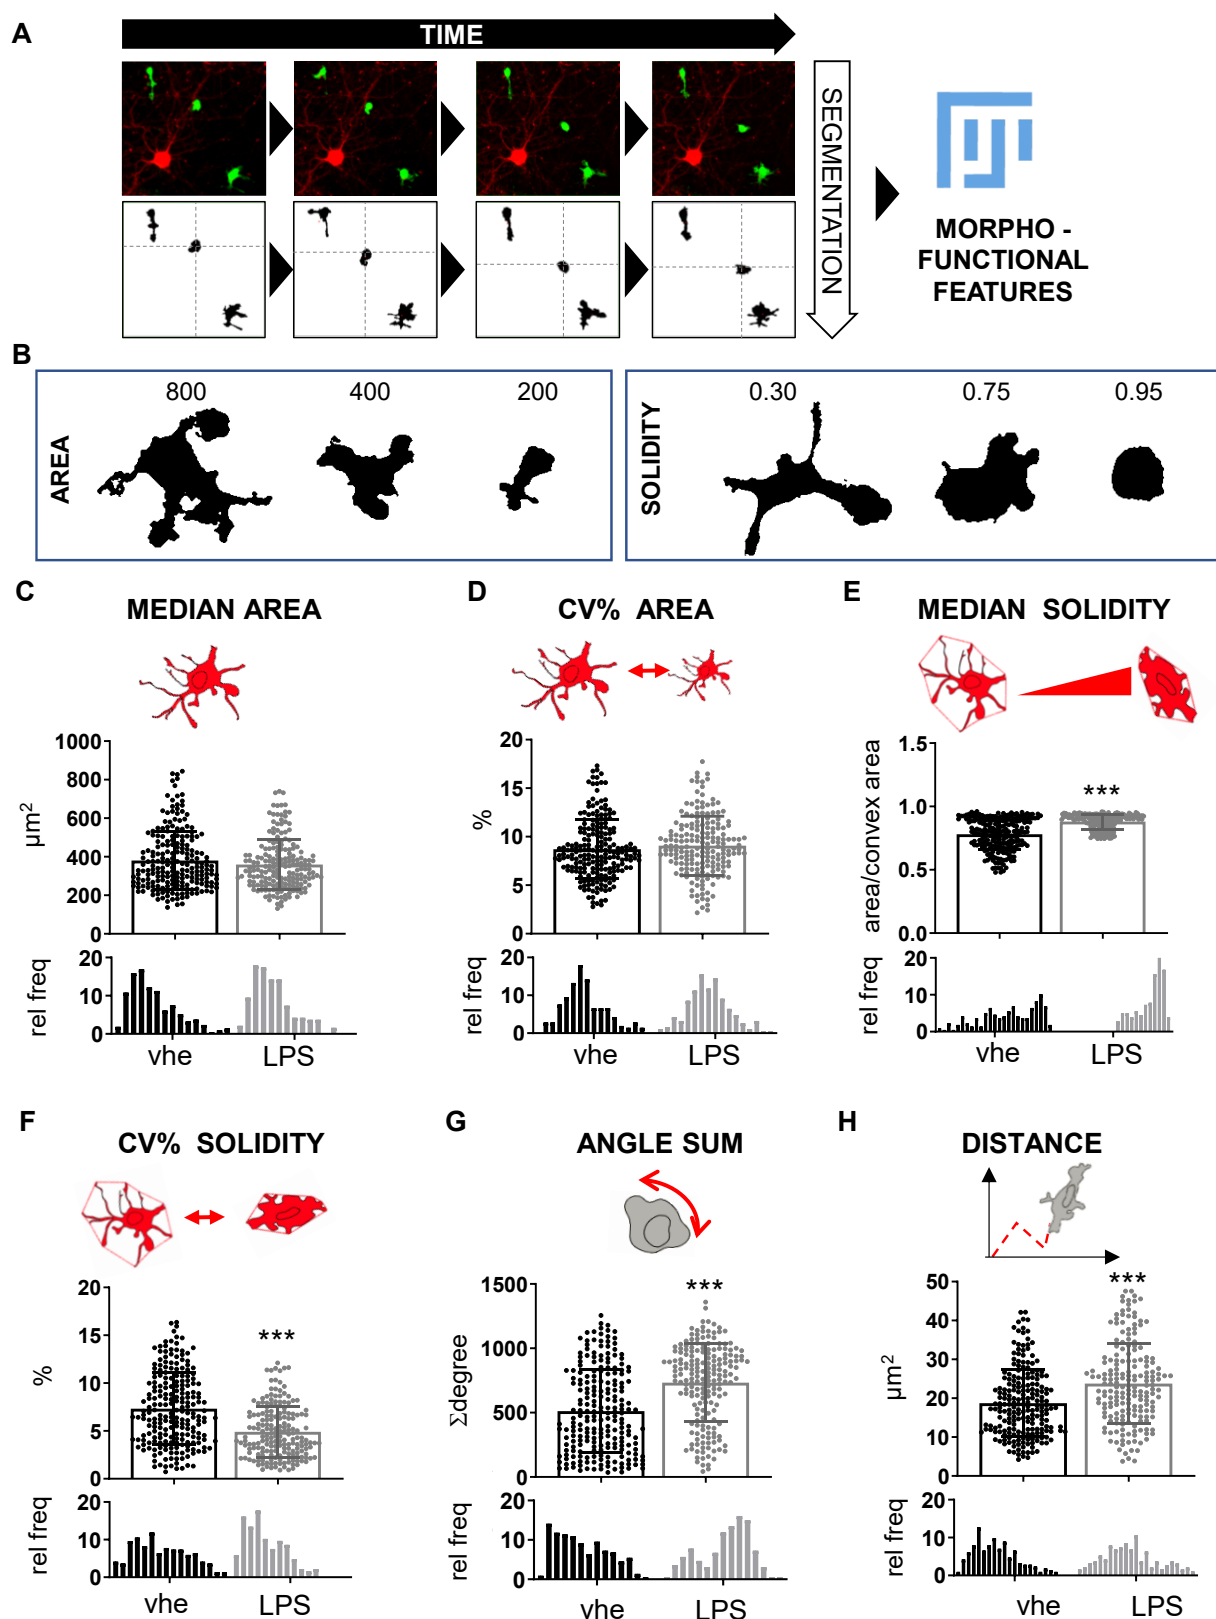 A
TIME
SEGMENTATION
MORPHO -
FUNCTIONAL
FEATURES
B
AREA
800 400 200
SOLIDITY
0.30 0.75 0.95
C
MEDIAN AREA
µm²
1000
800
600
400
200
0
rel freq
20
10
0
vhe LPS
D
CV% AREA
%
20
15
10
5
0
rel freq
20
10
0
vhe LPS
E
MEDIAN SOLIDITY
area/convex area
1.5
1.0
0.5
0.0
***
rel freq
20
10
0
vhe LPS
F
CV% SOLIDITY
%
20
15
10
5
0
***
rel freq
20
10
0
vhe LPS
G
ANGLE SUM
Σdegree
1500
1000
500
0
***
rel freq
20
10
0
vhe LPS
H
DISTANCE
µm²
50
40
30
20
10
0
***
rel freq
20
10
0
vhe LPS